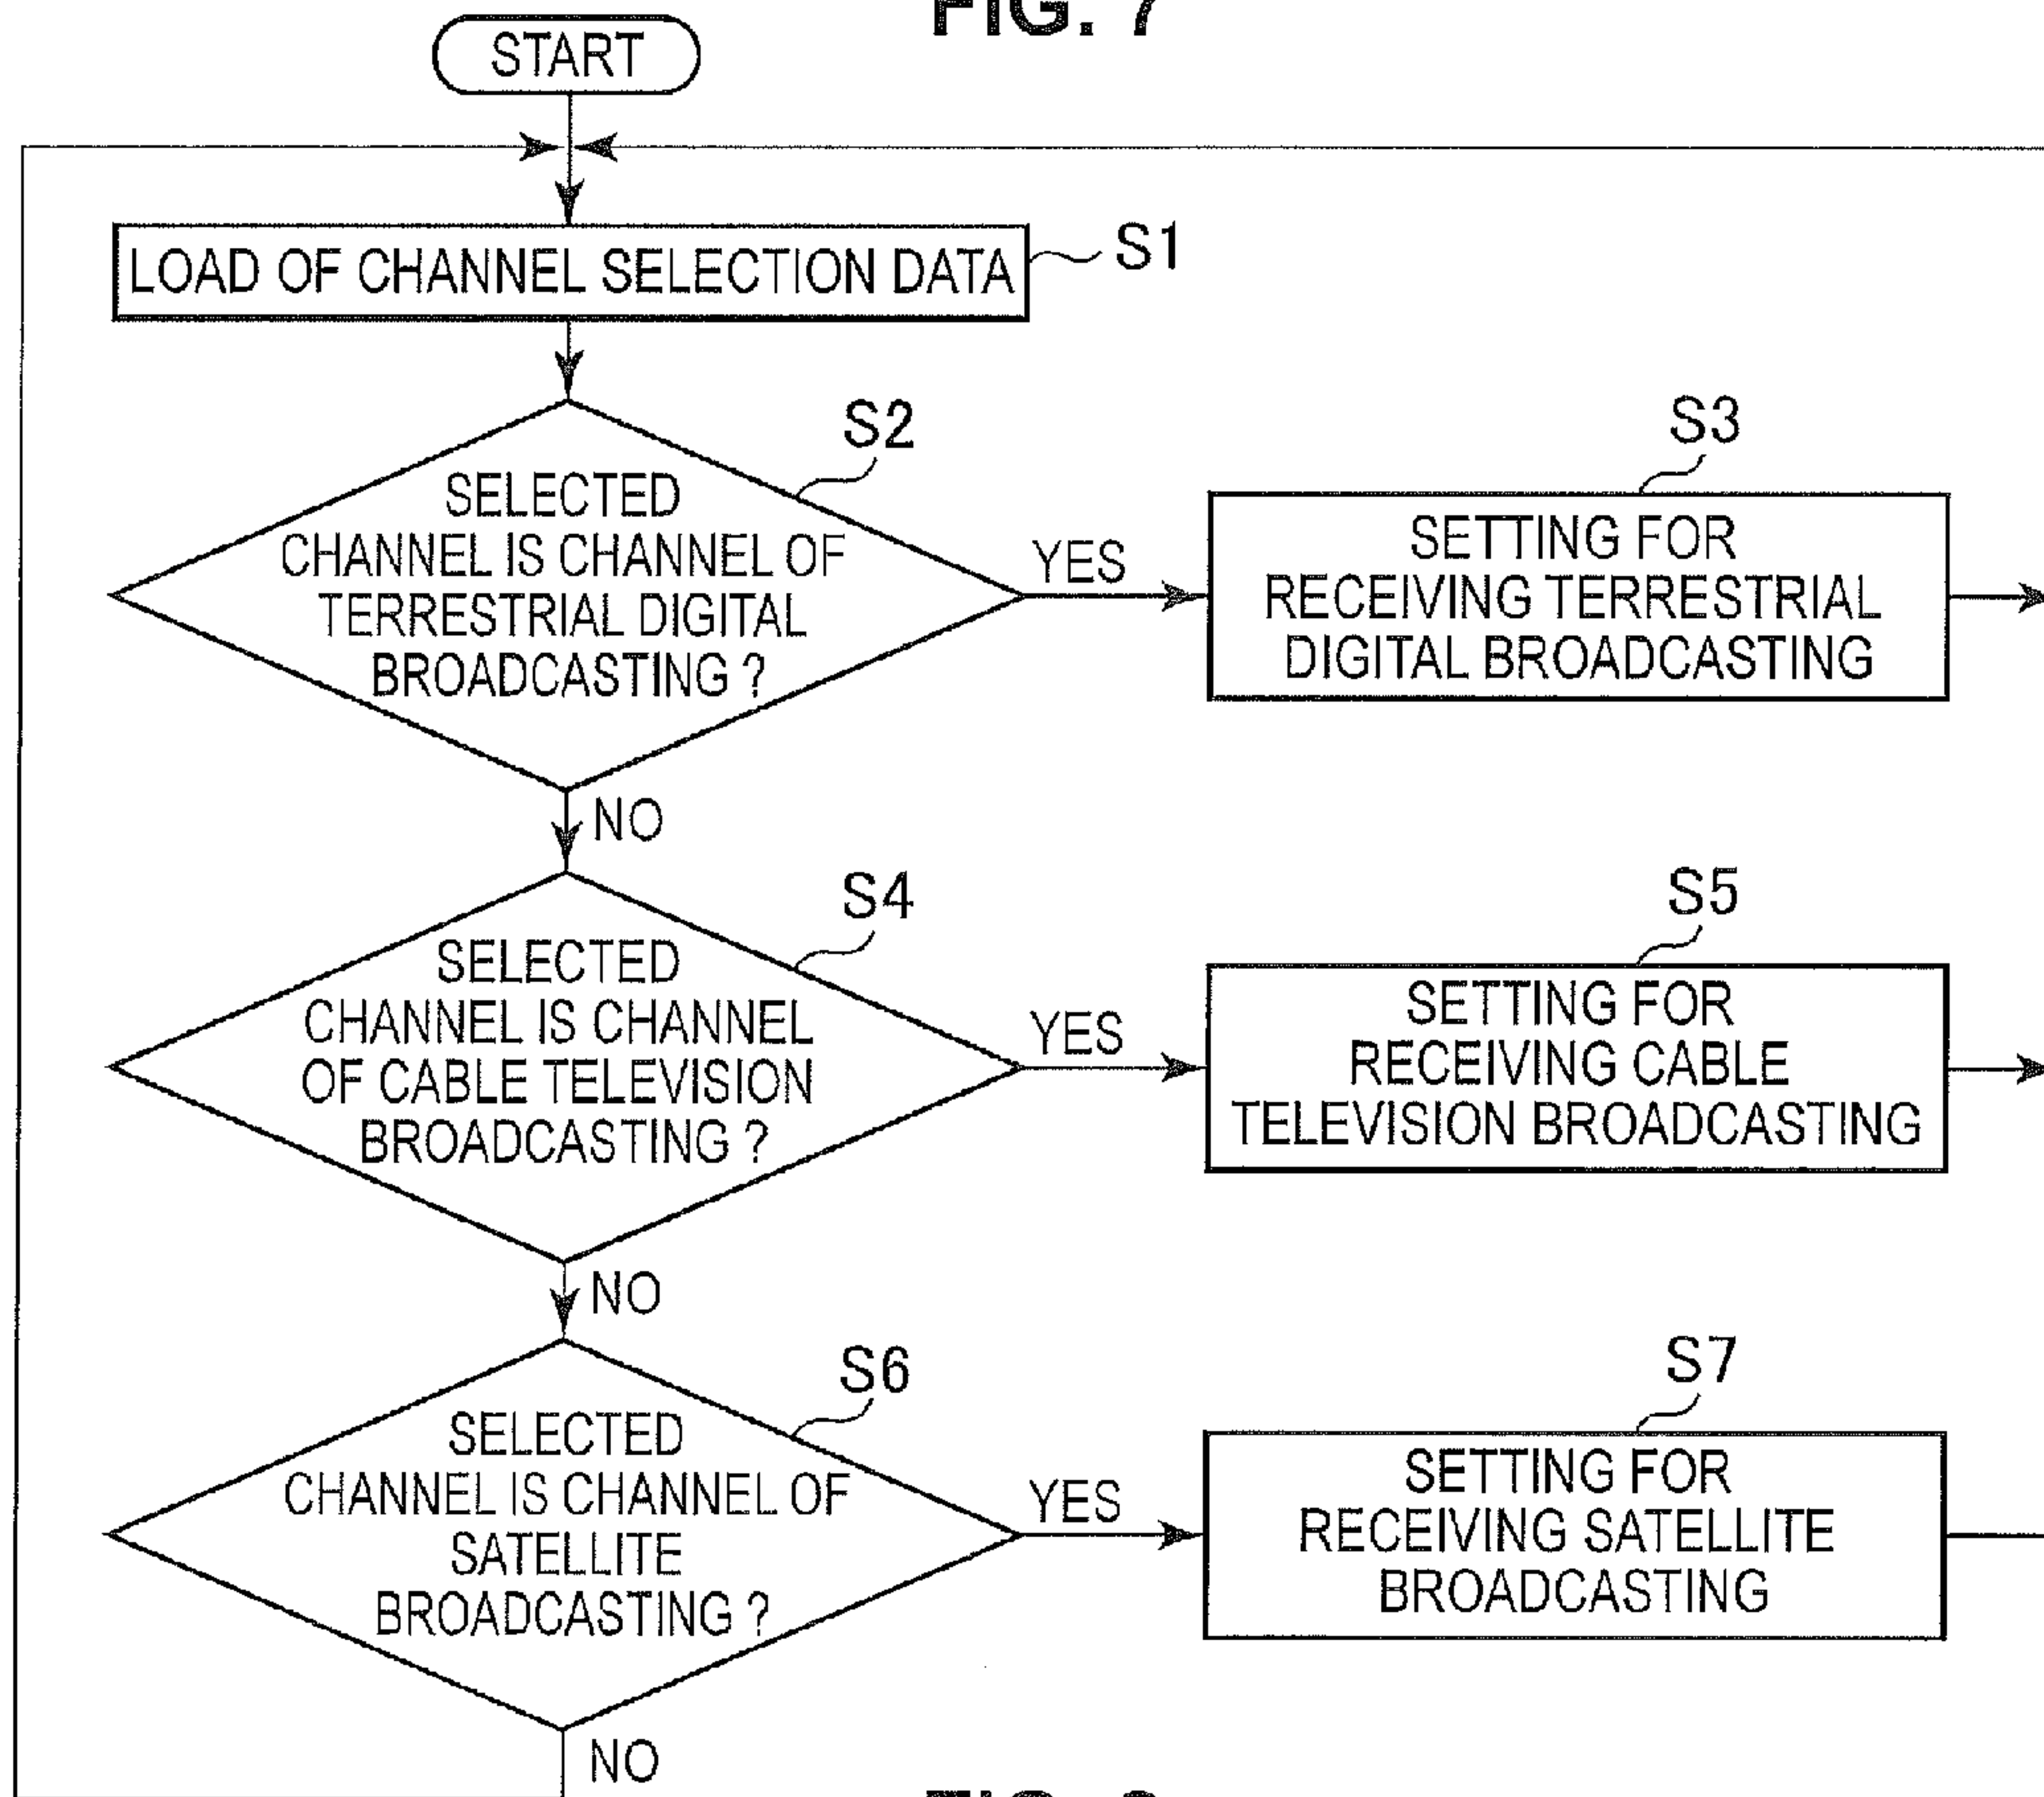 FIG. 7
START
LOAD OF CHANNEL SELECTION DATA
S1
S2
SELECTED
CHANNEL IS CHANNEL OF
TERRESTRIAL DIGITAL
BROADCASTING ?
YES
S3
SETTING FOR
RECEIVING TERRESTRIAL
DIGITAL BROADCASTING
NO
S4
SELECTED
CHANNEL IS CHANNEL
OF CABLE TELEVISION
BROADCASTING ?
YES
S5
SETTING FOR
RECEIVING CABLE
TELEVISION BROADCASTING
NO
S6
SELECTED
CHANNEL IS CHANNEL OF
SATELLITE
BROADCASTING ?
YES
S7
SETTING FOR
RECEIVING SATELLITE
BROADCASTING
NO